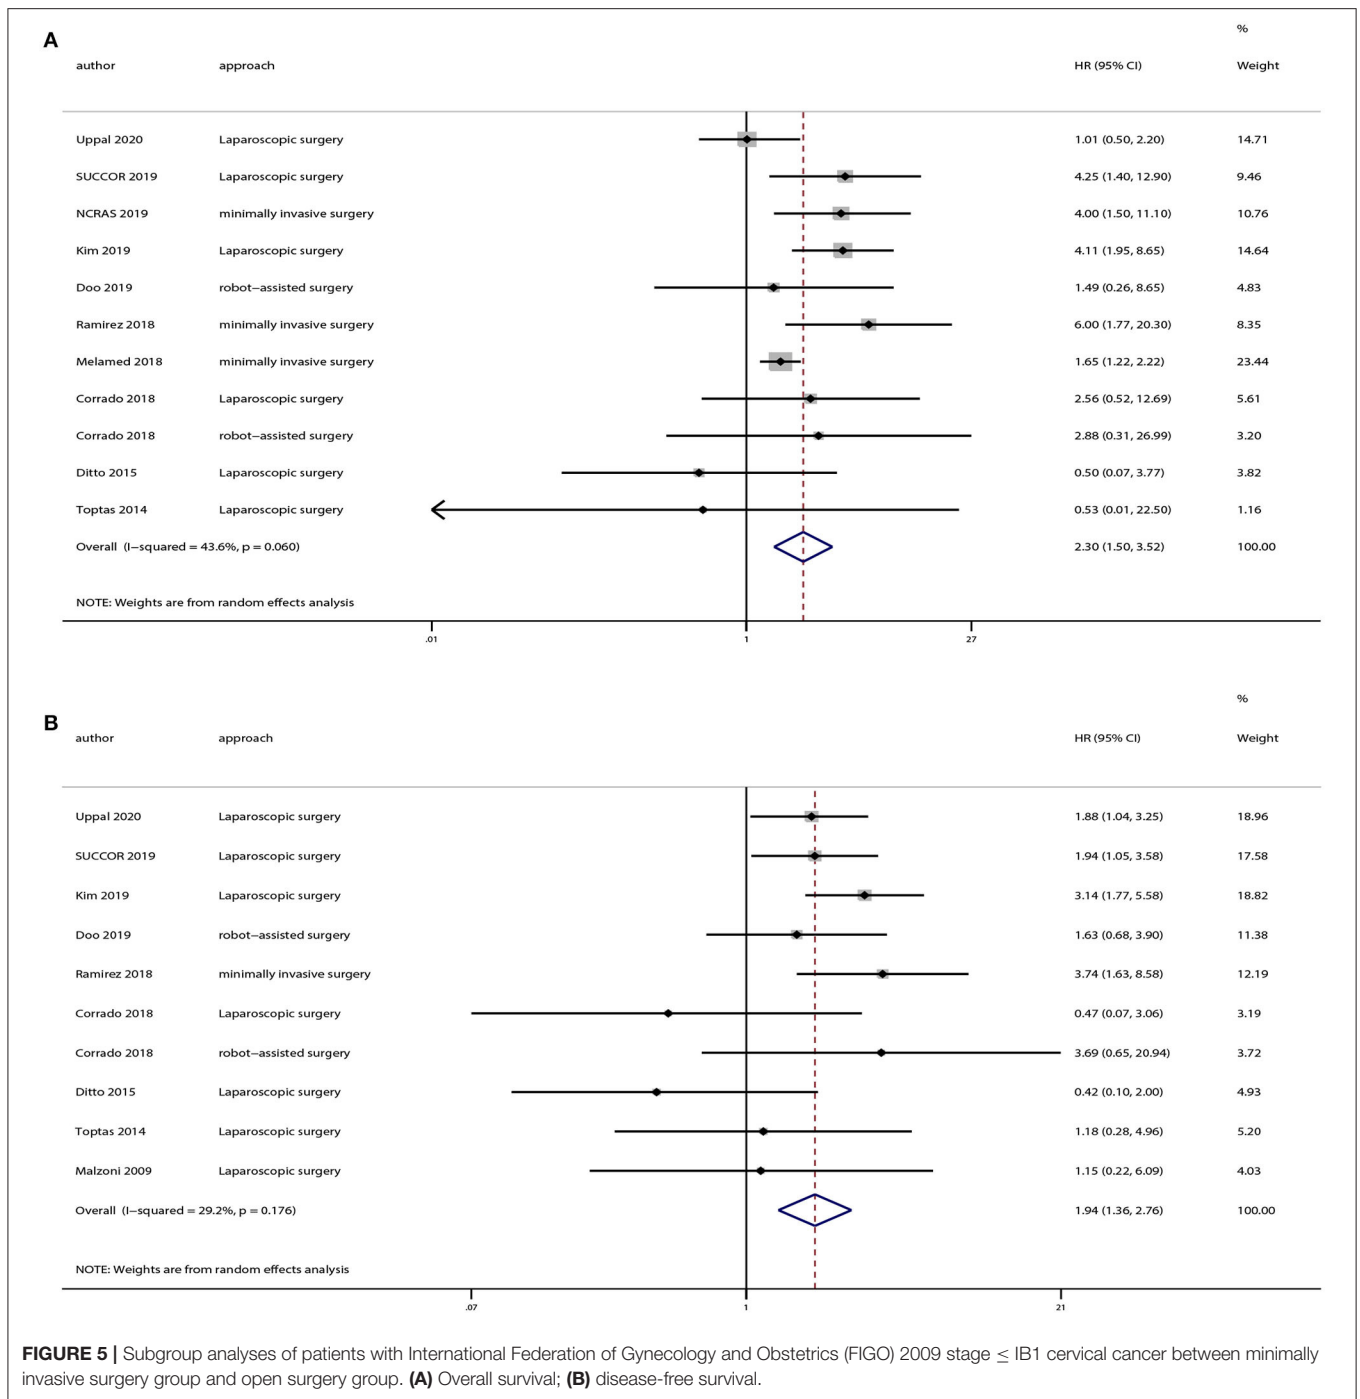 A
%
author approach HR (95% CI) Weight
Uppal 2020 Laparoscopic surgery 1.01 (0.50, 2.20) 14.71
SUCCOR 2019 Laparoscopic surgery 4.25 (1.40, 12.90) 9.46
NCRAS 2019 minimally invasive surgery 4.00 (1.50, 11.10) 10.76
Kim 2019 Laparoscopic surgery 4.11 (1.95, 8.65) 14.64
Doo 2019 robot−assisted surgery 1.49 (0.26, 8.65) 4.83
Ramirez 2018 minimally invasive surgery 6.00 (1.77, 20.30) 8.35
Melamed 2018 minimally invasive surgery 1.65 (1.22, 2.22) 23.44
Corrado 2018 Laparoscopic surgery 2.56 (0.52, 12.69) 5.61
Corrado 2018 robot−assisted surgery 2.88 (0.31, 26.99) 3.20
Ditto 2015 Laparoscopic surgery 0.50 (0.07, 3.77) 3.82
Toptas 2014 Laparoscopic surgery 0.53 (0.01, 22.50) 1.16
Overall (I−squared = 43.6%, p = 0.060) 2.30 (1.50, 3.52) 100.00
NOTE: Weights are from random effects analysis
.01 1 27
%
B
author approach HR (95% CI) Weight
Uppal 2020 Laparoscopic surgery 1.88 (1.04, 3.25) 18.96
SUCCOR 2019 Laparoscopic surgery 1.94 (1.05, 3.58) 17.58
Kim 2019 Laparoscopic surgery 3.14 (1.77, 5.58) 18.82
Doo 2019 robot−assisted surgery 1.63 (0.68, 3.90) 11.38
Ramirez 2018 minimally invasive surgery 3.74 (1.63, 8.58) 12.19
Corrado 2018 Laparoscopic surgery 0.47 (0.07, 3.06) 3.19
Corrado 2018 robot−assisted surgery 3.69 (0.65, 20.94) 3.72
Ditto 2015 Laparoscopic surgery 0.42 (0.10, 2.00) 4.93
Toptas 2014 Laparoscopic surgery 1.18 (0.28, 4.96) 5.20
Malzoni 2009 Laparoscopic surgery 1.15 (0.22, 6.09) 4.03
Overall (I−squared = 29.2%, p = 0.176) 1.94 (1.36, 2.76) 100.00
NOTE: Weights are from random effects analysis
.07 1 21
FIGURE 5 | Subgroup analyses of patients with International Federation of Gynecology and Obstetrics (FIGO) 2009 stage ≤ IB1 cervical cancer between minimally
invasive surgery group and open surgery group. (A) Overall survival; (B) disease-free survival.